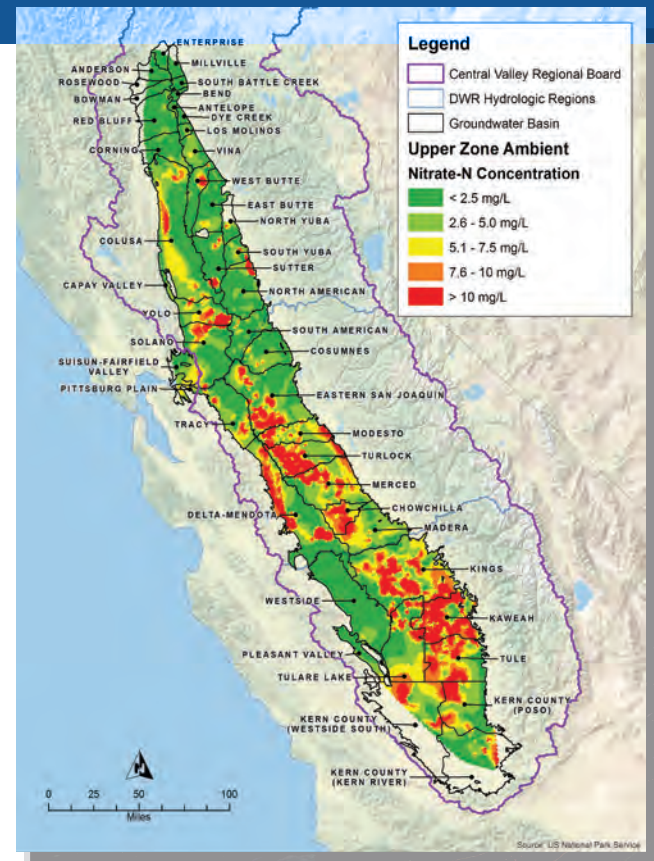 ENTERPRISE
ANDERSON
MILLVILLE
ROSEWOOD
SOUTH BATTLE CREEK
BOWMAN
BEND
ANTELOPE
RED BLUFF
DYE CREEK
LOS MOLINOS
CORNING
VINA
WEST BUTTE
EAST BUTTE
NORTH YUBA
COLUSA
SOUTH YUBA
SUTTER
CAPAY VALLEY
NORTH AMERICAN
YOLO
SOUTH AMERICAN
SOLANO
COSUMNES
SUISUN-FAIRFIELD
VALLEY
PITTSBURG PLAIN
EASTERN SAN JOAQUIN
TRACY
MODESTO
TURLOCK
MERCED
DELTA-MENDOTA
CHOWCHILLA
MADERA
KINGS
WESTSIDE
KAWEAH
PLEASANT VALLEY
TULE
TULARE LAKE
KERN COUNTY
(POSO)
KERN COUNTY
(WESTSIDE SOUTH)
KERN COUNTY
(KERN RIVER)
Legend
Central Valley Regional Board
DWR Hydrologic Regions
Groundwater Basin
Upper Zone Ambient
Nitrate-N Concentration
< 2.5 mg/L
2.6 - 5.0 mg/L
5.1 - 7.5 mg/L
7.6 - 10 mg/L
> 10 mg/L
0 25 50 100
Miles
Source: US National Park Service